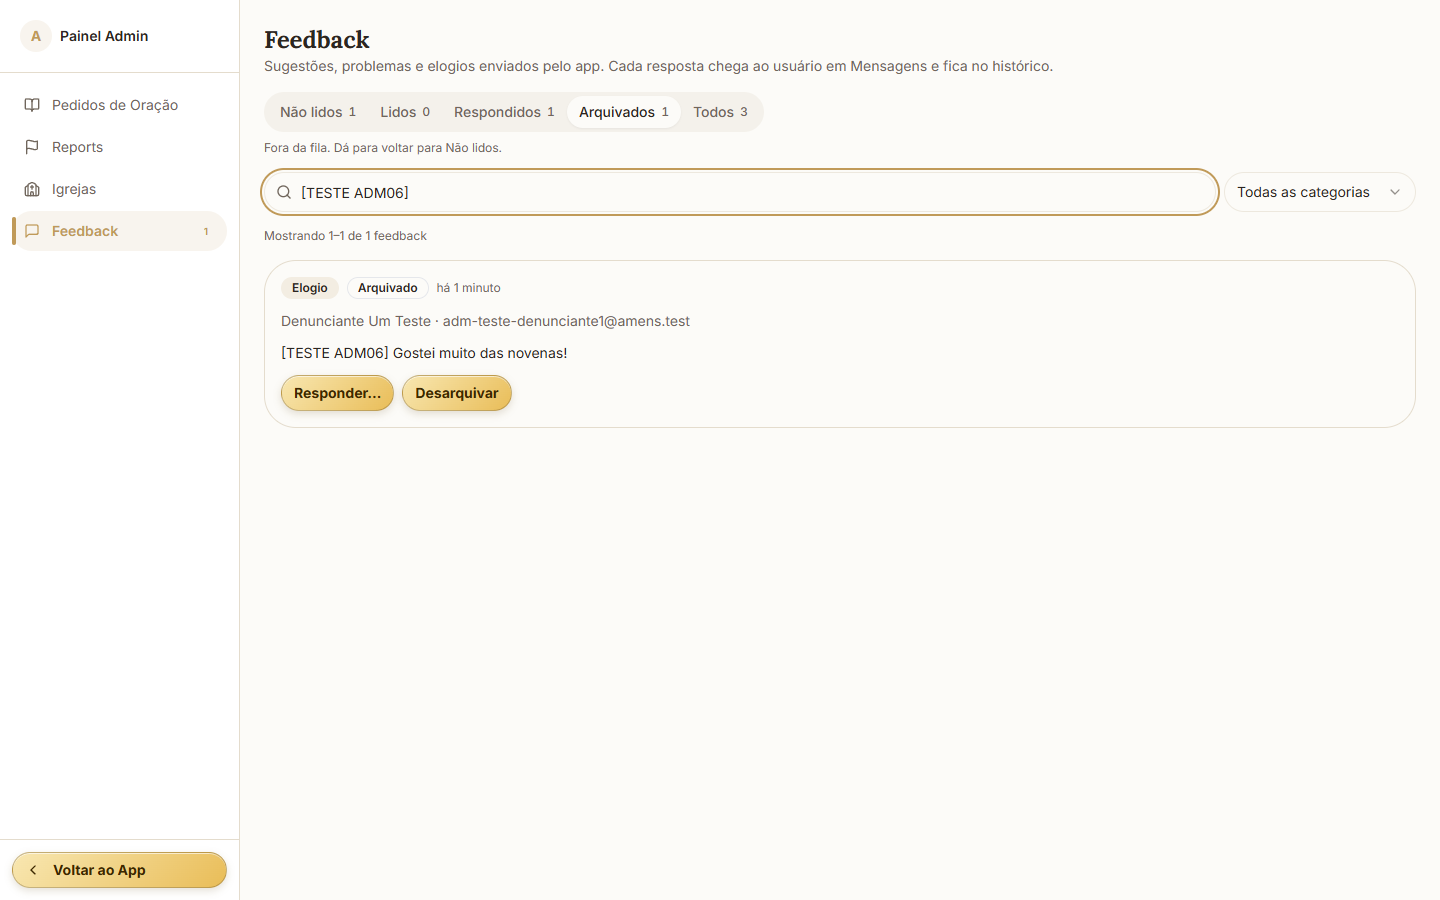 A Painel Admin
Pedidos de Oração
Reports
Igrejas
Feedback 1
Voltar ao App
Feedback
Sugestões, problemas e elogios enviados pelo app. Cada resposta chega ao usuário em Mensagens e fica no histórico.
Não lidos 1 Lidos 0 Respondidos 1 Arquivados 1 Todos 3
Fora da fila. Dá para voltar para Não lidos.
[TESTE ADM06] Todas as categorias
Mostrando 1–1 de 1 feedback
Elogio Arquivado há 1 minuto
Denunciante Um Teste · adm-teste-denunciante1@amens.test
[TESTE ADM06] Gostei muito das novenas!
Responder... Desarquivar